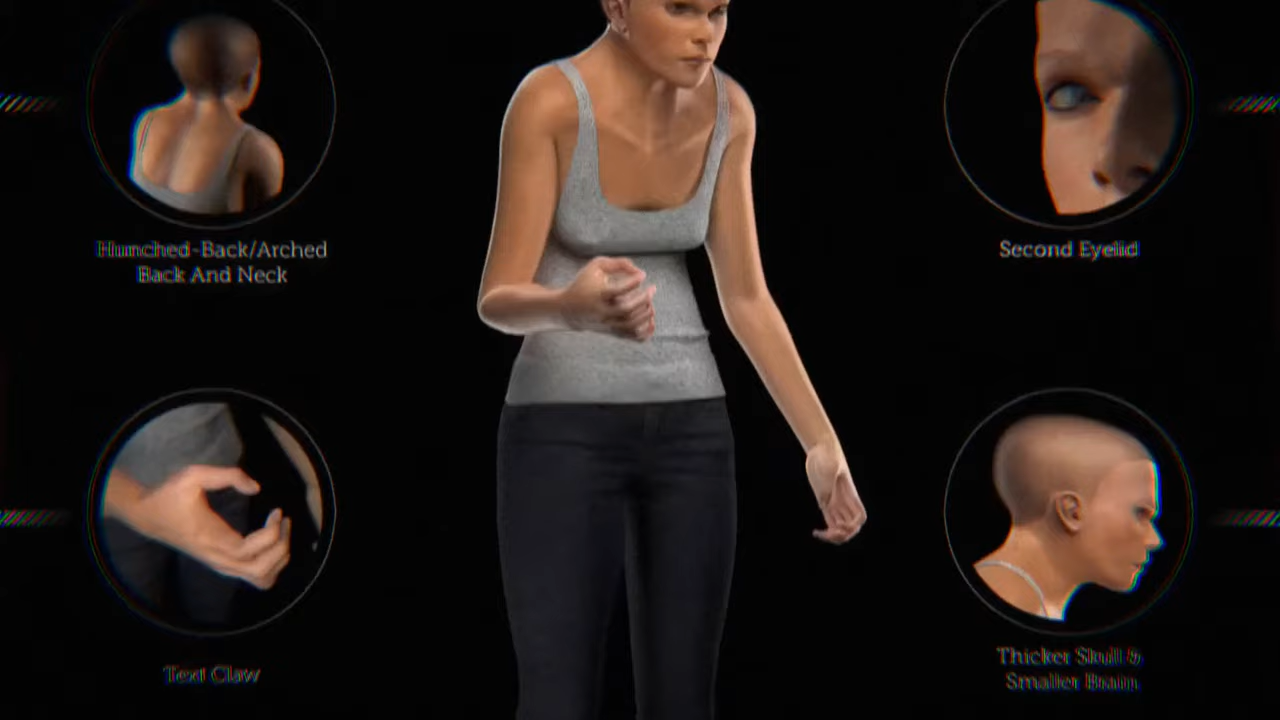 Hunched-Back/Arched
Back And Neck
Second Eyelid
Text Claw
Thicker Skull &
Smaller Brain